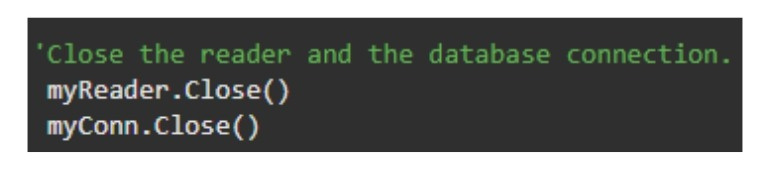 'Close the reader and the database connection.
myReader.Close()
myConn.Close()